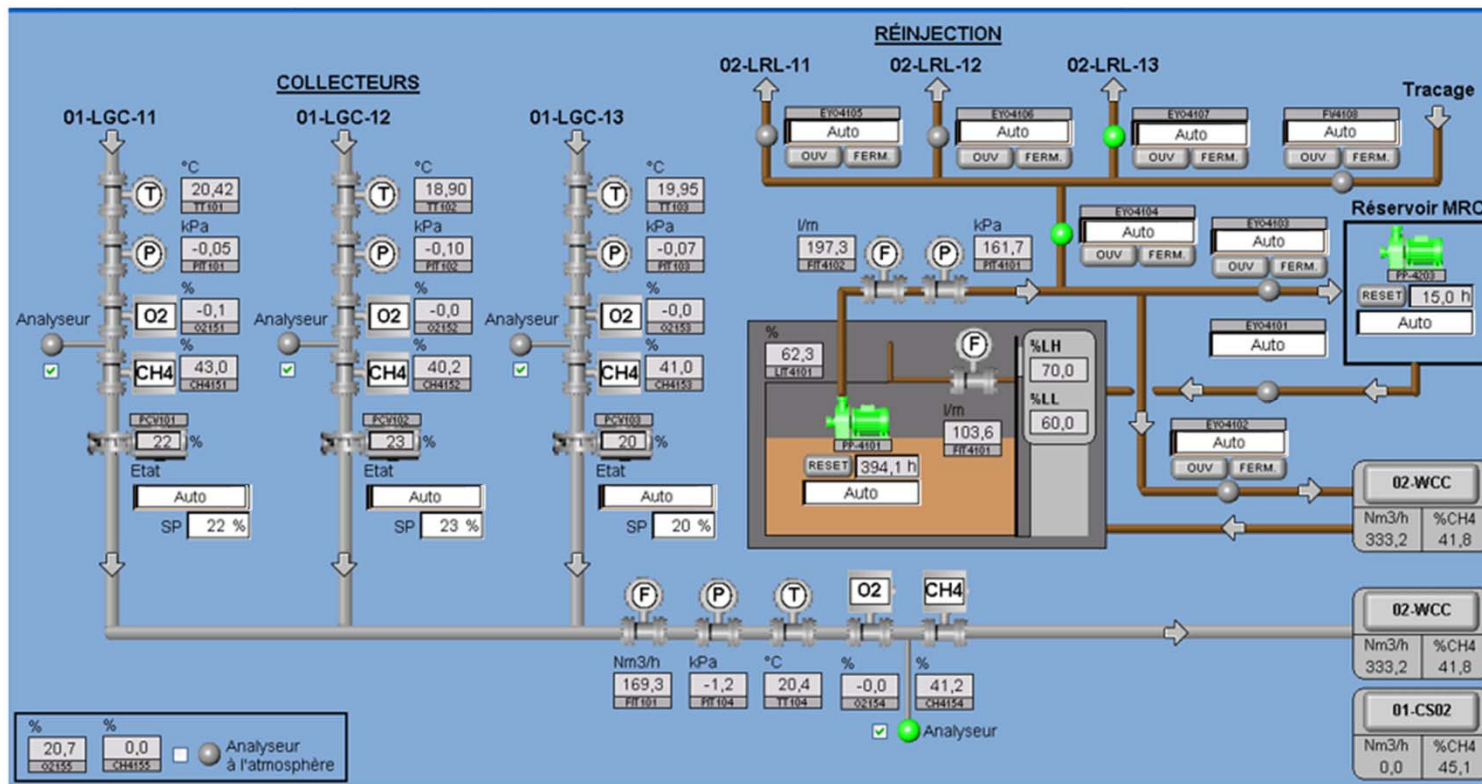 RÉINJECTION
COLLECTEURS
02-LRL-11 02-LRL-12 02-LRL-13
Tracage
01-LGC-11 01-LGC-12 01-LGC-13
EY04105 EY04106 EY04107 FV4108
Auto Auto Auto Auto
OUV FERM. OUV FERM. OUV FERM. OUV FERM.
°C °C °C
T 20,42 T 18,90 T 19,95
TT101 TT102 TT103
Réservoir MRC
EY04104 EY04103
Auto Auto
OUV FERM. OUV FERM.
kPa kPa kPa
P -0,05 P -0,10 P -0,07
PIT101 PIT102 PIT103
l/m kPa
197,3 F P 161,7
FIT4102 PIT4101
PP-4203
RESET 15,0 h
Auto
% % %
O2 -0,1 O2 -0,0 O2 -0,0
O2151 O2152 O2153
Analyseur Analyseur Analyseur
% % %
CH4 43,0 CH4 40,2 CH4 41,0
CH4151 CH4152 CH4153
EY04101
Auto
%
62,3
LIT4101
F
%LH
70,0
%LL
60,0
l/m
103,6
FIT4101
PP-4101
RESET 394,1 h
Auto
EY04102
Auto
OUV FERM.
PCV101 PCV102 PCV103
22 % 23 % 20 %
Etat Etat Etat
Auto Auto Auto
SP 22 % SP 23 % SP 20 %
02-WCC
Nm3/h %CH4
333,2 41,8
F P T O2 CH4
Nm3/h kPa °C % %
169,3 -1,2 20,4 -0,0 41,2
FIT101 PIT104 TT104 O2154 CH4154
Analyseur
02-WCC
Nm3/h %CH4
333,2 41,8
01-CS02
Nm3/h %CH4
0,0 45,1
% %
20,7 0,0
O2155 CH4155
Analyseur
à l'atmosphère